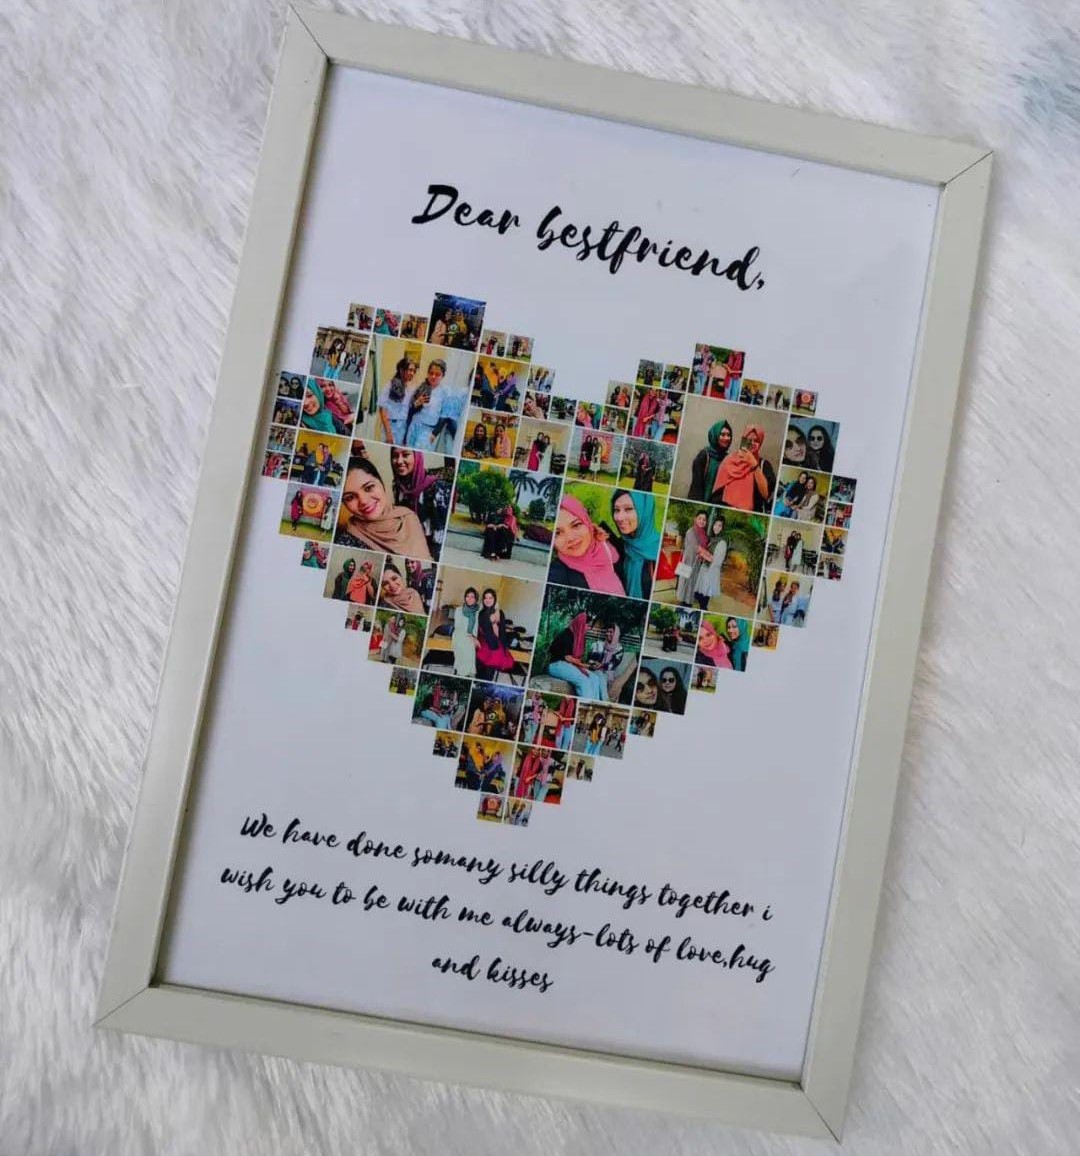 Dear bestfriend,
We have done somany silly things together i
wish you to be with me always-lots of love,hug
and kisses